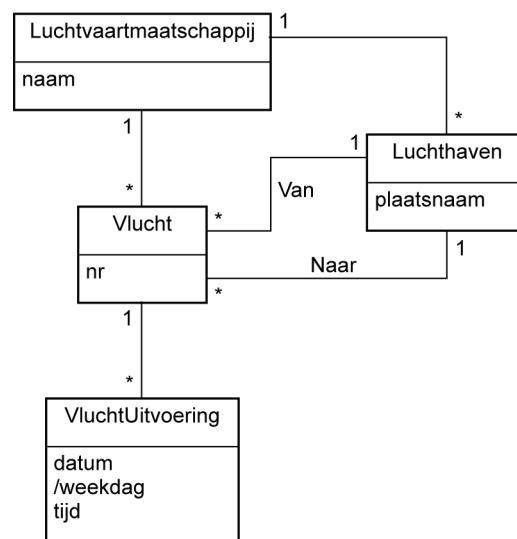 Luchtvaartmaatschappij
naam
1
*
1
*
Luchthaven
plaatsnaam
1
Van
*
Naar
1
*
Vlucht
nr
1
*
VluchtUitvoering
datum
/weekdag
tijd